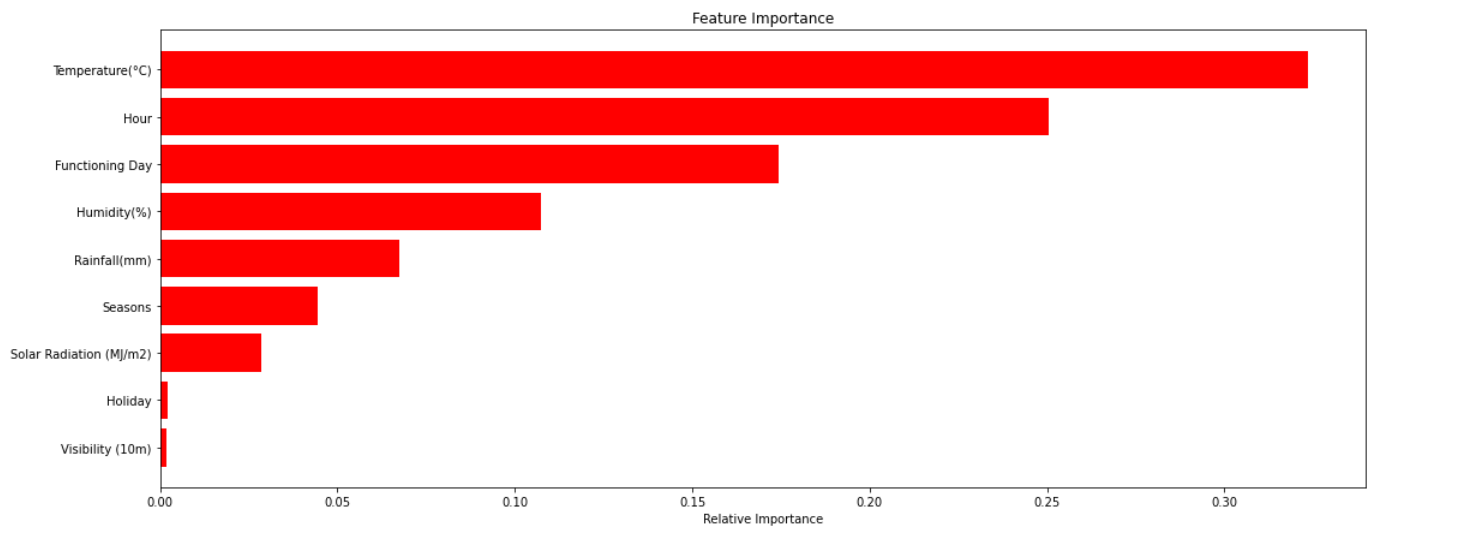 Feature Importance
Temperature(°C)
Hour
Functioning Day
Humidity(%)
Rainfall(mm)
Seasons
Solar Radiation (MJ/m2)
Holiday
Visibility (10m)
0.00 0.05 0.10 0.15 0.20 0.25 0.30
Relative Importance